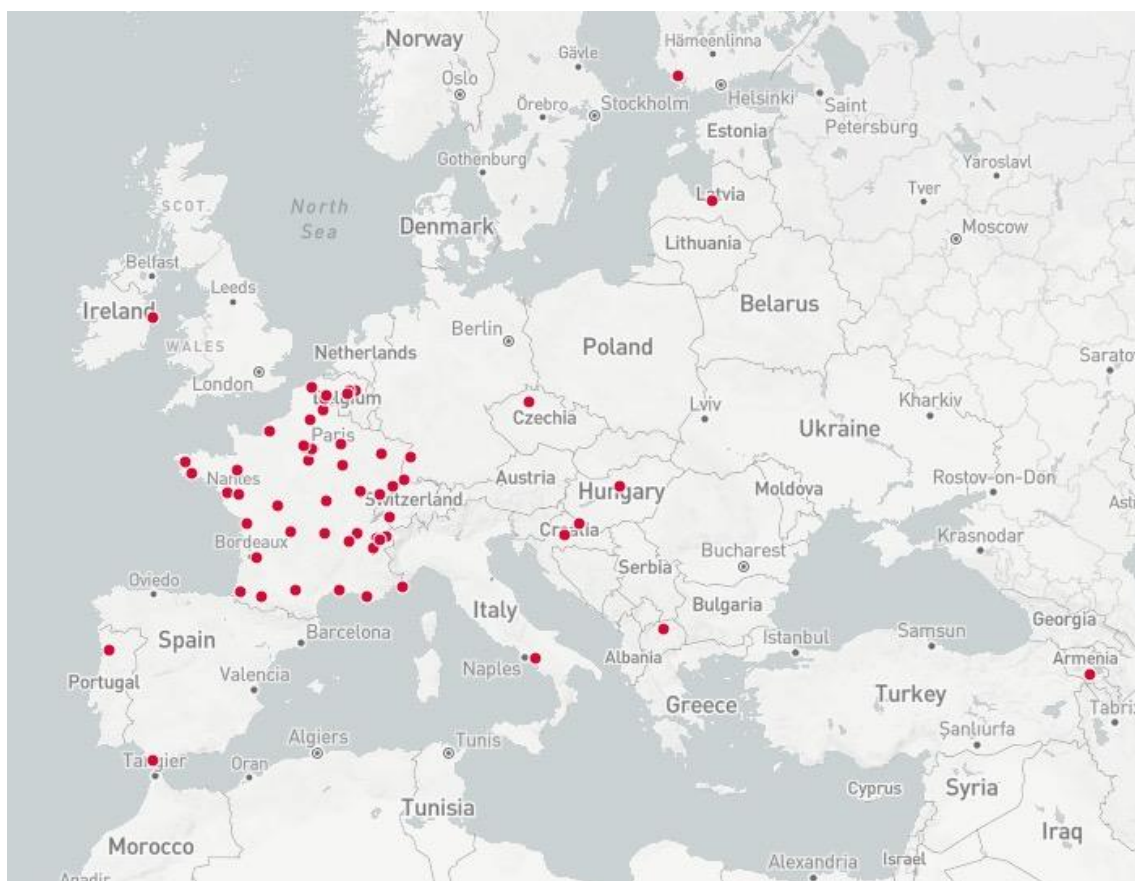 Norway
Hämeenlinna
Gävle
Oslo
Helsinki
Örebro
Stockholm
Saint
Petersburg
Estonia
Gothenburg
Yaroslavl
Tver
SCOT.
North
Sea
Latvia
Denmark
Moscow
Lithuania
Belfast
Leeds
Ireland
Belarus
WALES
Berlin
Netherlands
Poland
London
Saratov
Belgium
Czechia
Lviv
Kharkiv
Paris
Ukraine
Nantes
Austria
Switzerland
Hungary
Moldova
Rostov-on-Don
Ast
Croatia
Krasnodar
Bordeaux
Bucharest
Serbia
Oviedo
Italy
Bulgaria
Georgia
Spain
Barcelona
Istanbul
Samsun
Albania
Armenia
Naples
Portugal
Valencia
Greece
Turkey
Tabriz
Şanlıurfa
Algiers
Tunis
Tangier
Oran
Cyprus
Syria
Tunisia
Iraq
Morocco
Israel
Alexandria
Agadir